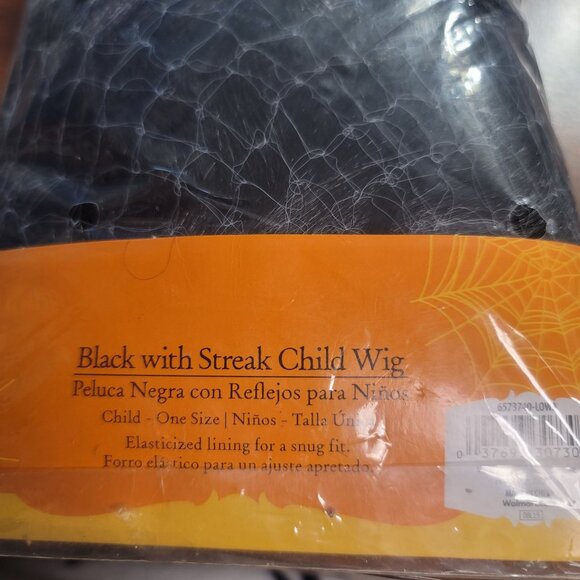 Black with Streak Child Wig
Peluca Negra con Reflejos para Niños
Child - One Size | Niños - Talla
Elasticized lining for a snug fit.
Forro elástico para un ajuste apretado.